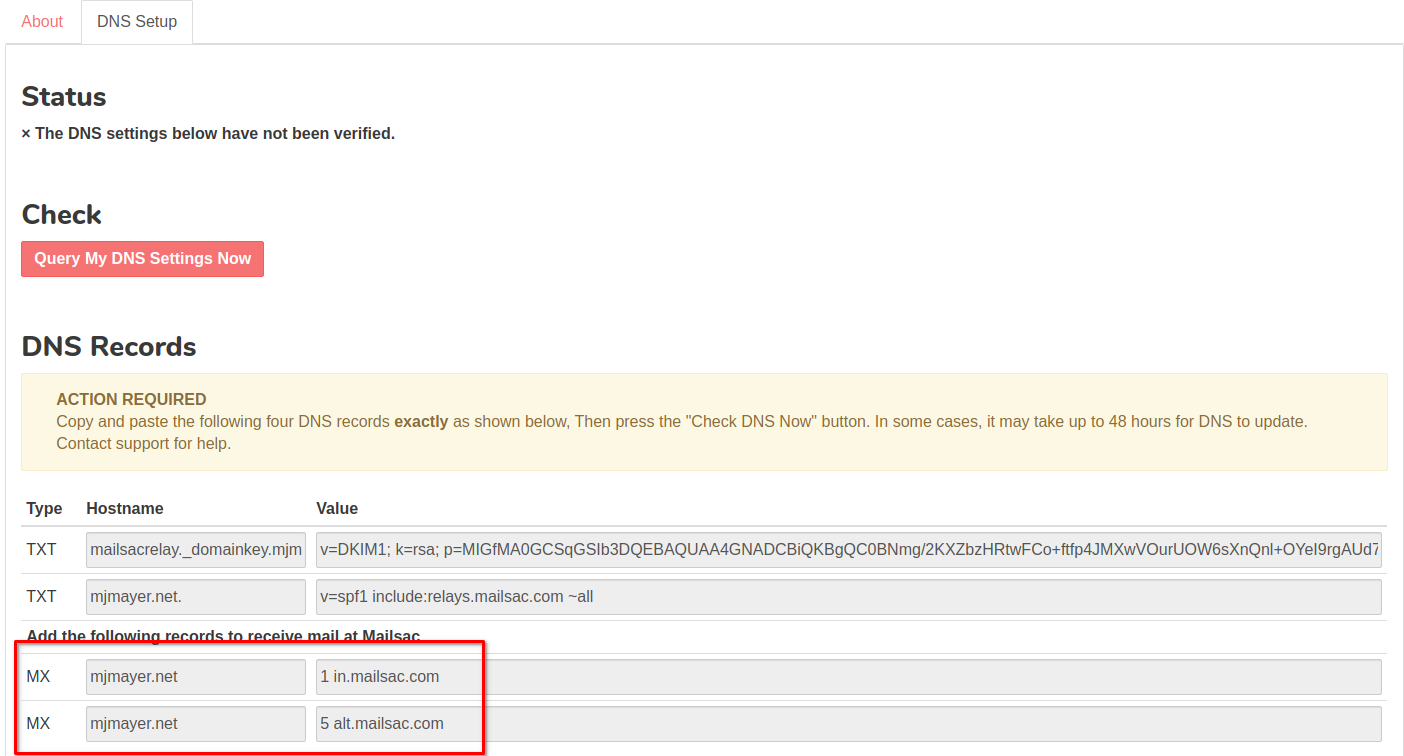 About DNS Setup
Status
× The DNS settings below have not been verified.
Check
Query My DNS Settings Now
DNS Records
ACTION REQUIRED
Copy and paste the following four DNS records exactly as shown below, Then press the "Check DNS Now" button. In some cases, it may take up to 48 hours for DNS to update.
Contact support for help.
Type Hostname Value
TXT mailsacrelay._domainkey.mjm v=DKIM1; k=rsa; p=MIGfMA0GCSqGSIb3DQEBAQUAA4GNADCBiQKBgQC0BNmg/2KXZbzHRtwFCo+ftfp4JMXwVOurUOW6sXnQnl+OYeI9rgAUd7
TXT mjmayer.net. v=spf1 include:relays.mailsac.com ~all
Add the following records to receive mail at Mailsac
MX mjmayer.net 1 in.mailsac.com
MX mjmayer.net 5 alt.mailsac.com